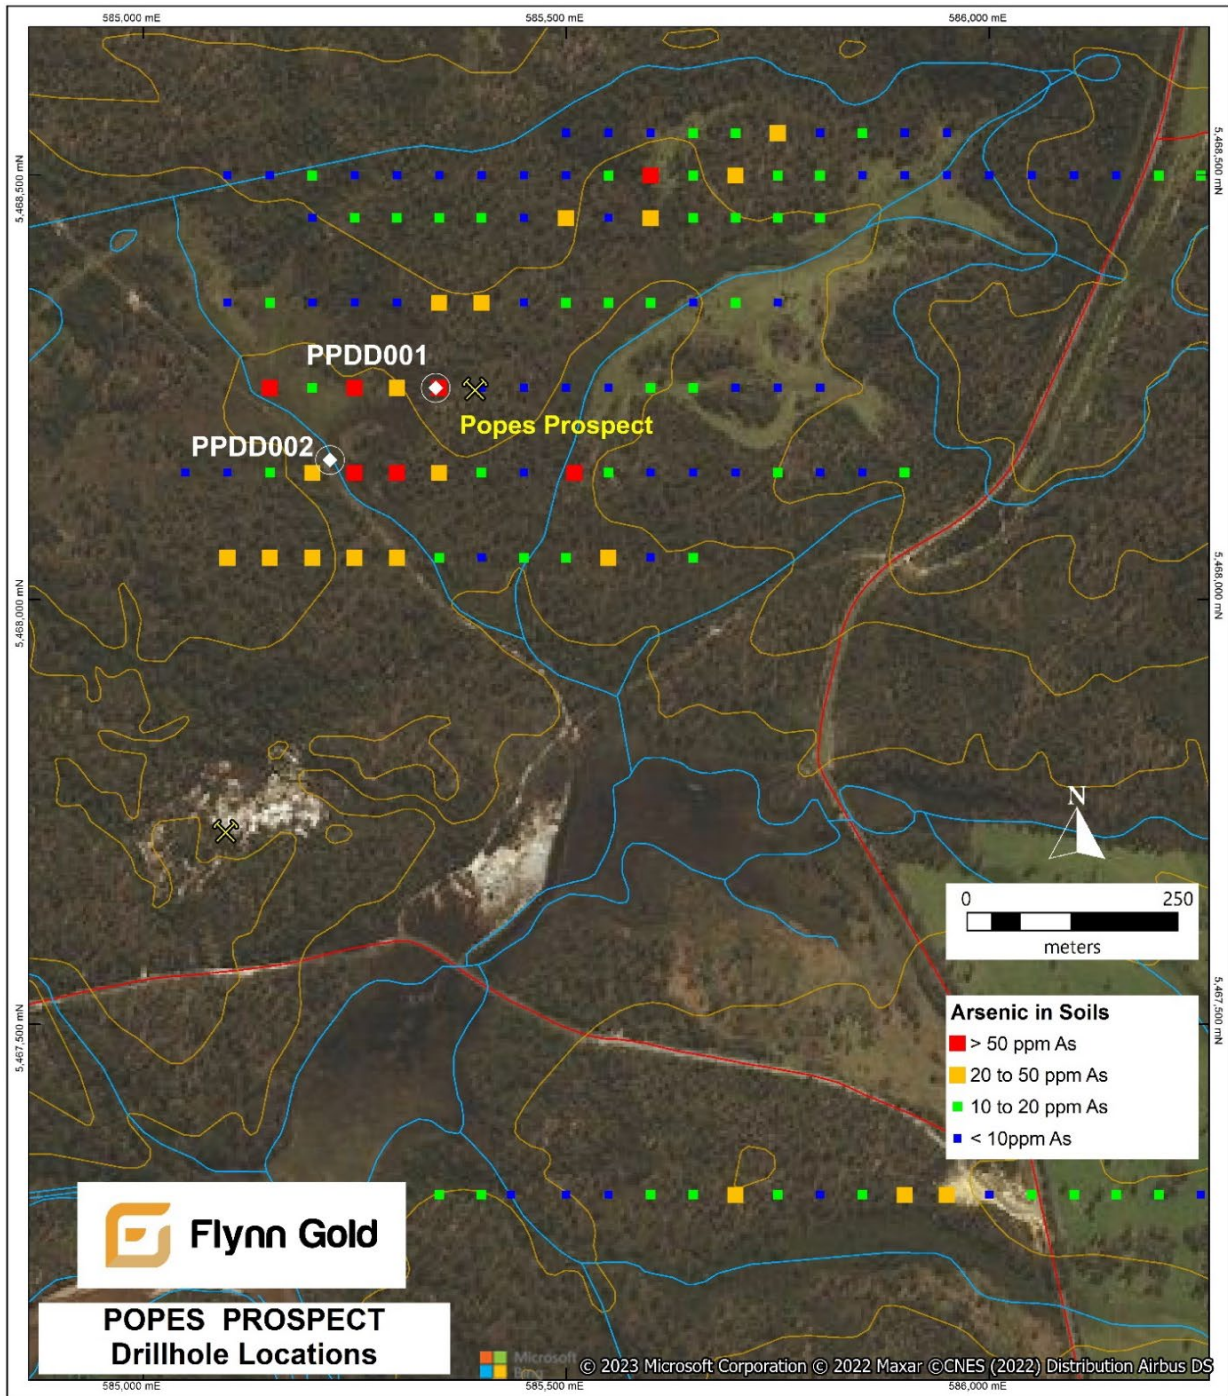 585,000 mE
585,500 mE
586,000 mE
5,468,500 mN
5,468,500 mN
PPDD001
Popes Prospect
PPDD002
5,468,000 mN
5,468,000 mN
N
0 250
meters
5,467,500 mN
5,467,500 mN
Arsenic in Soils
> 50 ppm As
20 to 50 ppm As
10 to 20 ppm As
< 10ppm As
Flynn Gold
POPES PROSPECT
Drillhole Locations
Microsoft
© 2023 Microsoft Corporation © 2022 Maxar ©CNES (2022) Distribution Airbus DS
585,000 mE
585,500 mE
586,000 mE